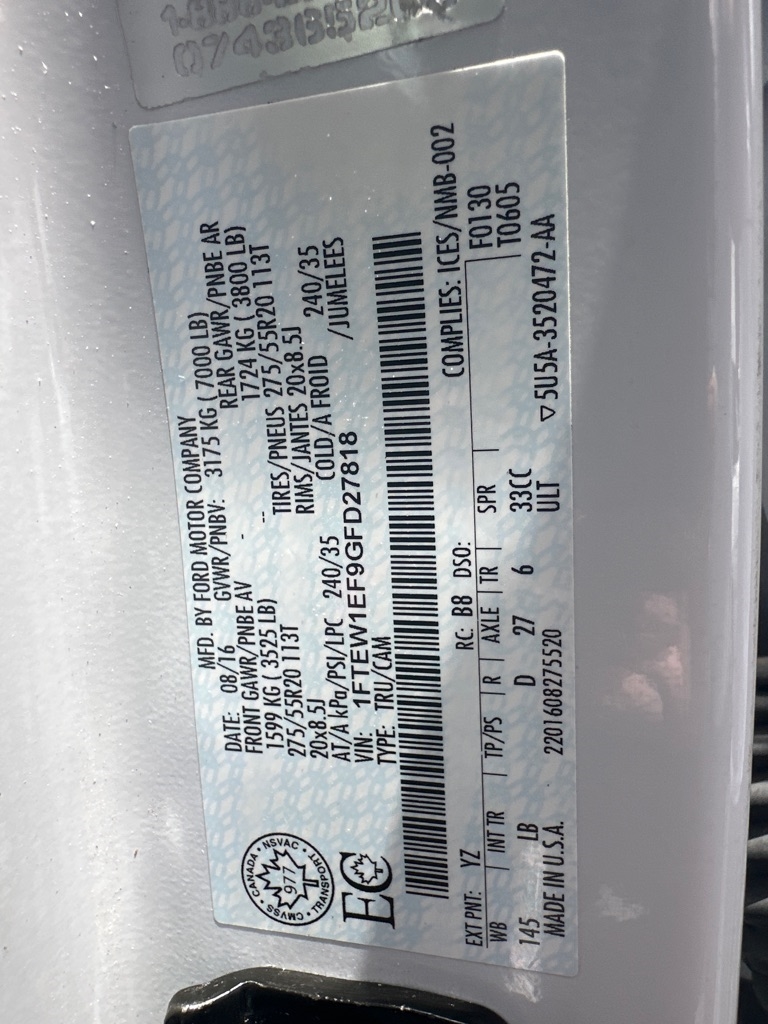 0743B52
MFD. BY FORD MOTOR COMPANY
DATE: 08/16 GVWR/PNBV: 3175 KG ( 7000 LB)
FRONT GAWR/PNBE AV - REAR GAWR/PNBE AR
1599 KG ( 3525 LB) -- 1724 KG ( 3800 LB)
275/55R20 113T TIRES/PNEUS 275/55R20 113T
20x8.5J RIMS/JANTES 20x8.5J
AT/A kPa/PSI/LPC 240/35 COLD/A FROID 240/35
VIN: 1FTEW1EF9GFD27818 /JUMELEES
TYPE: TRU/CAM
CMVSS • CANADA • NSVAC • TRANSPORT •
977
EC
COMPLIES: ICES/NMB-002
EXT PNT: YZ RC: B8 DSO: F0130
WB | INT TR | TP/PS | R | AXLE | TR | SPR T0605
145 LB D 27 6 33CC
ULT
MADE IN U.S.A. 2201608275520 ▽5U5A-3520472-AA